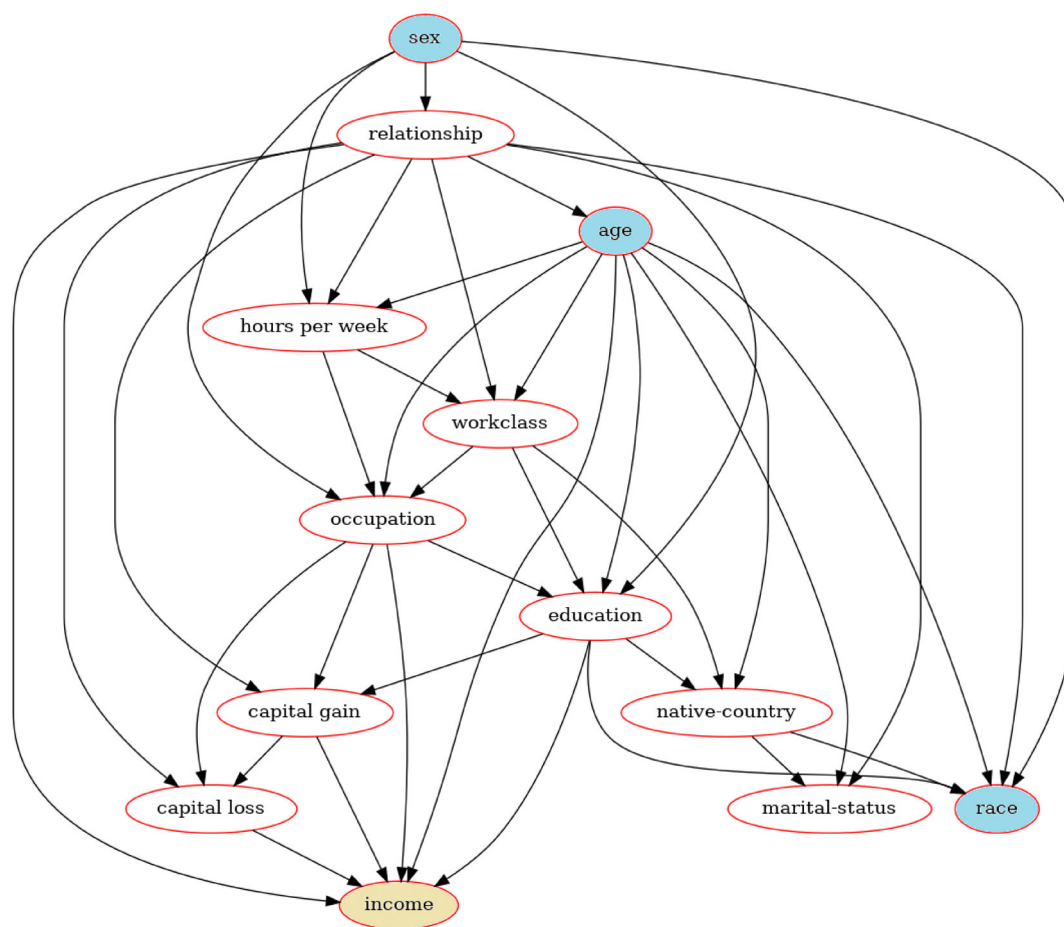 sex
relationship
age
hours per week
workclass
occupation
education
capital gain
native-country
capital loss
marital-status
race
income